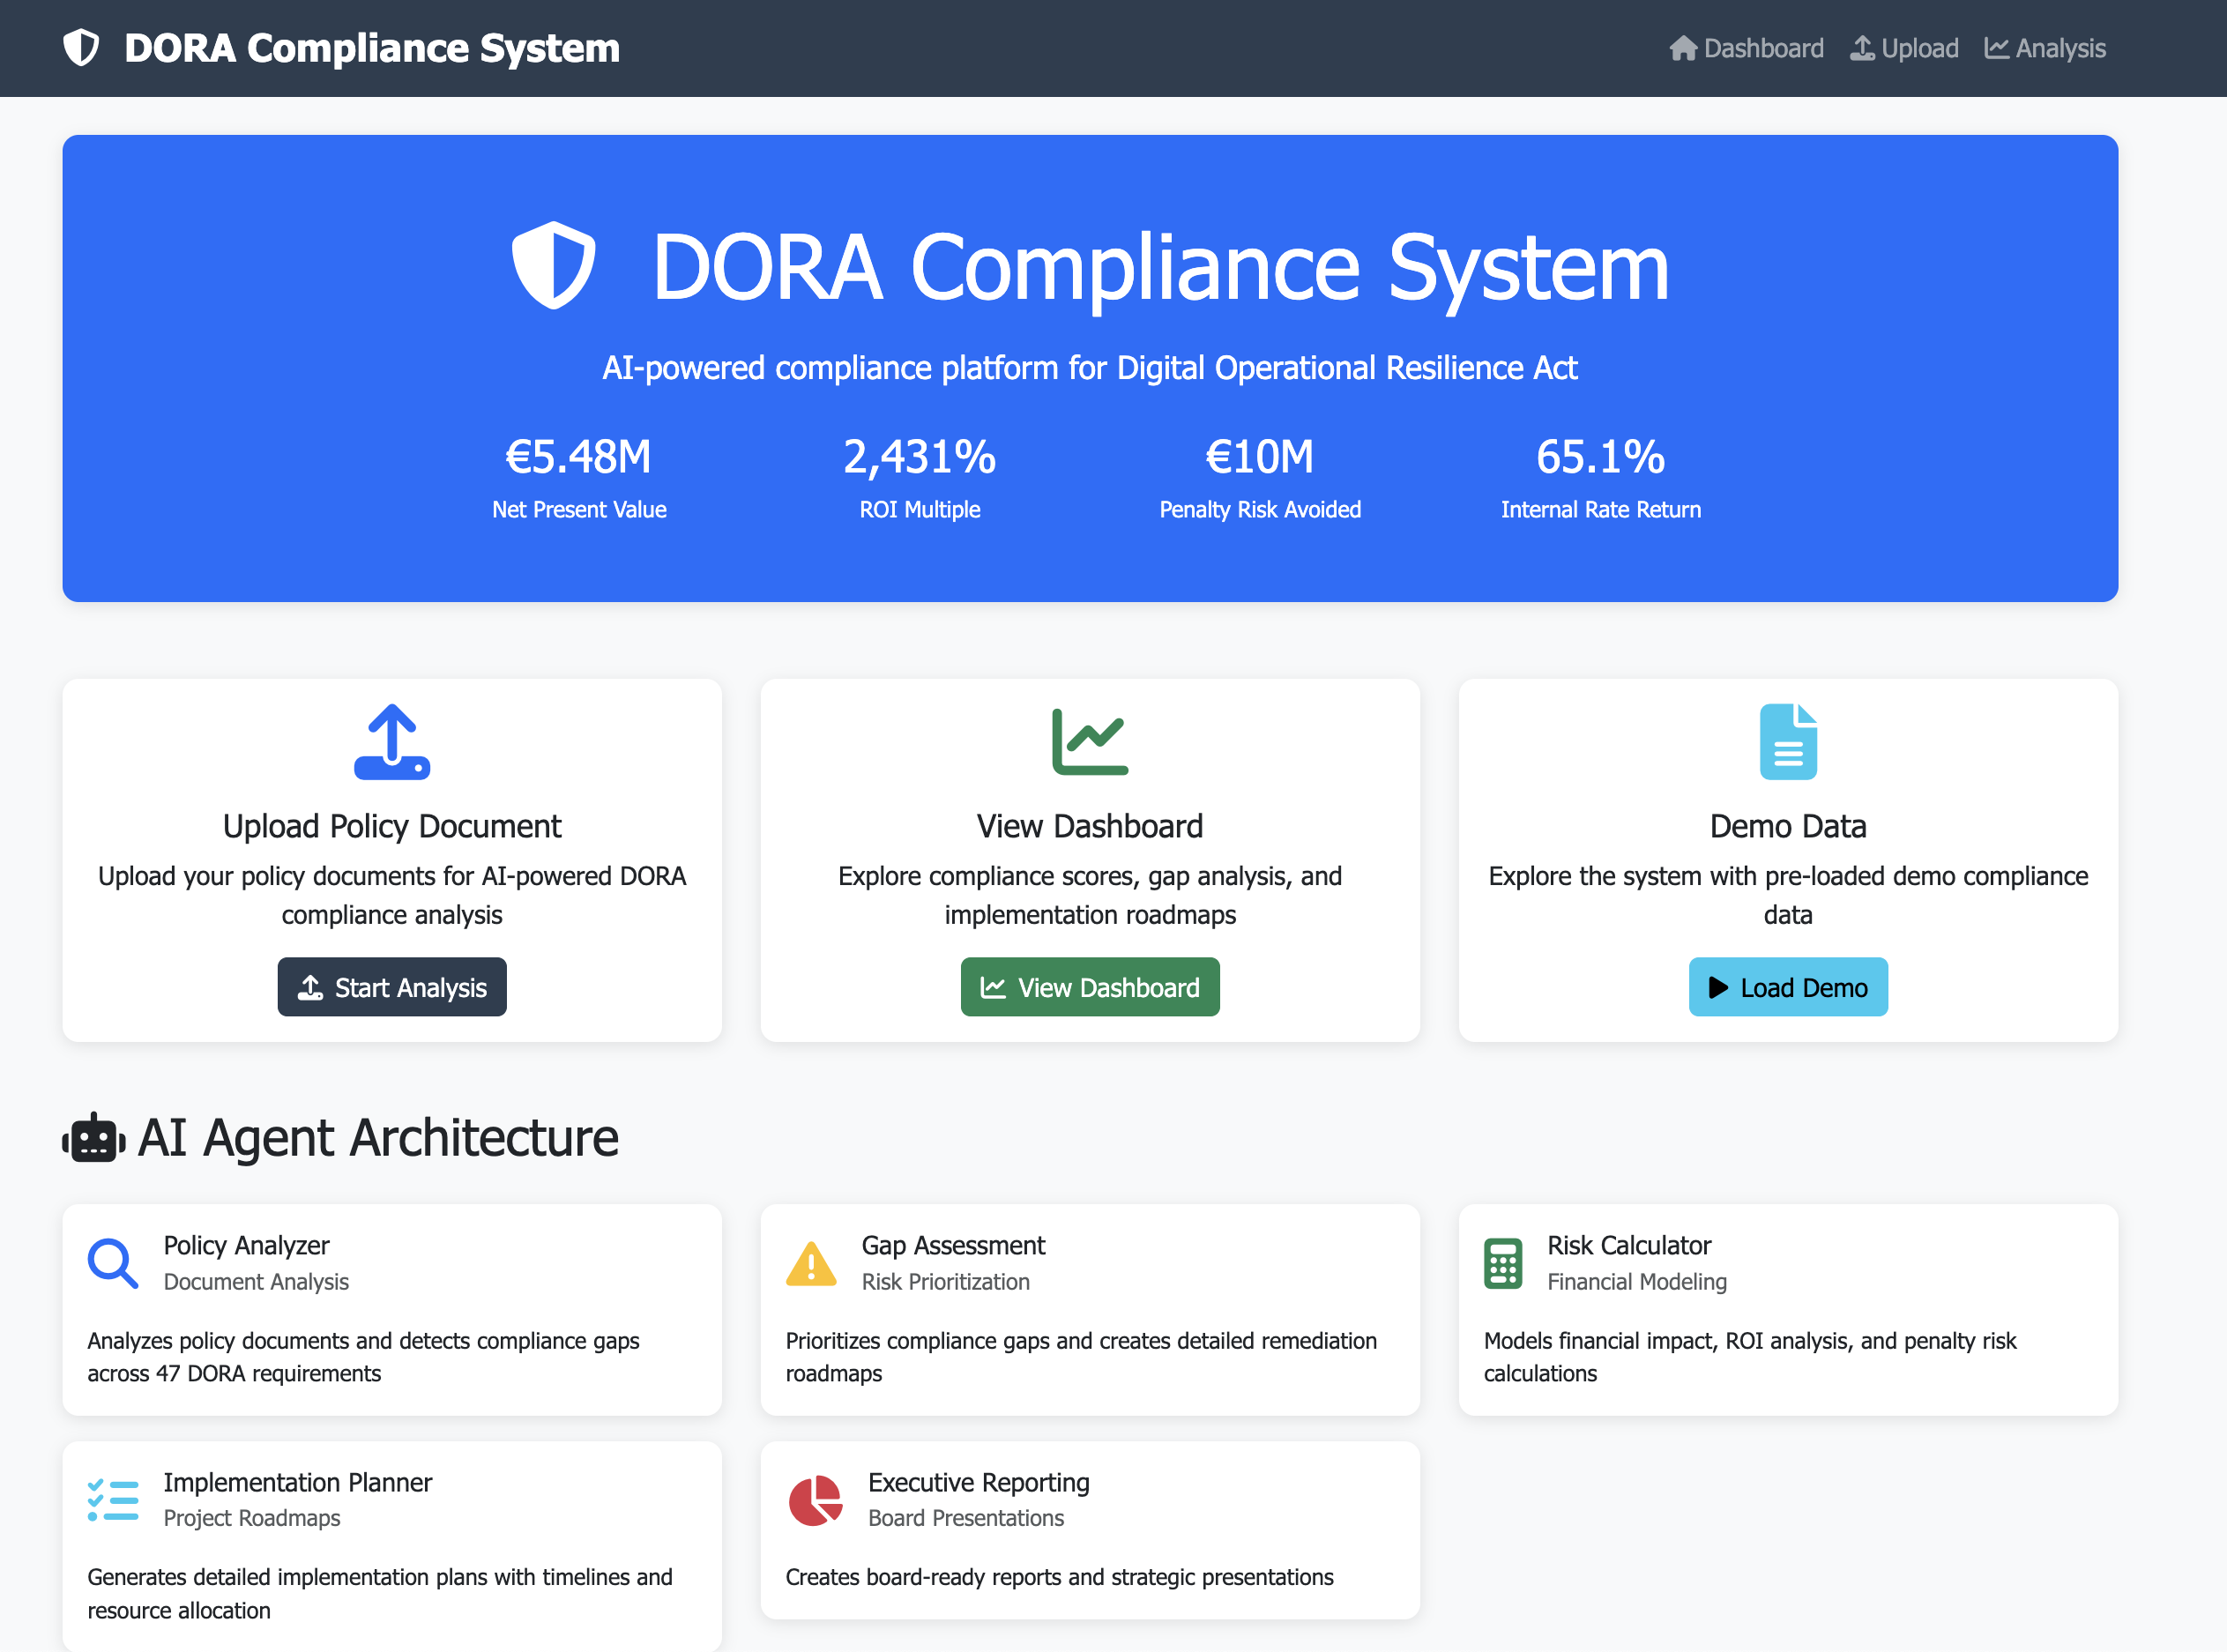 DORA Compliance System
Dashboard
Upload
Analysis
DORA Compliance System
AI-powered compliance platform for Digital Operational Resilience Act
€5.48M
Net Present Value
2,431%
ROI Multiple
€10M
Penalty Risk Avoided
65.1%
Internal Rate Return
Upload Policy Document
Upload your policy documents for AI-powered DORA
compliance analysis
Start Analysis
View Dashboard
Explore compliance scores, gap analysis, and
implementation roadmaps
View Dashboard
Demo Data
Explore the system with pre-loaded demo compliance
data
Load Demo
AI Agent Architecture
Policy Analyzer
Document Analysis
Analyzes policy documents and detects compliance gaps
across 47 DORA requirements
Gap Assessment
Risk Prioritization
Prioritizes compliance gaps and creates detailed remediation
roadmaps
Risk Calculator
Financial Modeling
Models financial impact, ROI analysis, and penalty risk
calculations
Implementation Planner
Project Roadmaps
Generates detailed implementation plans with timelines and
resource allocation
Executive Reporting
Board Presentations
Creates board-ready reports and strategic presentations